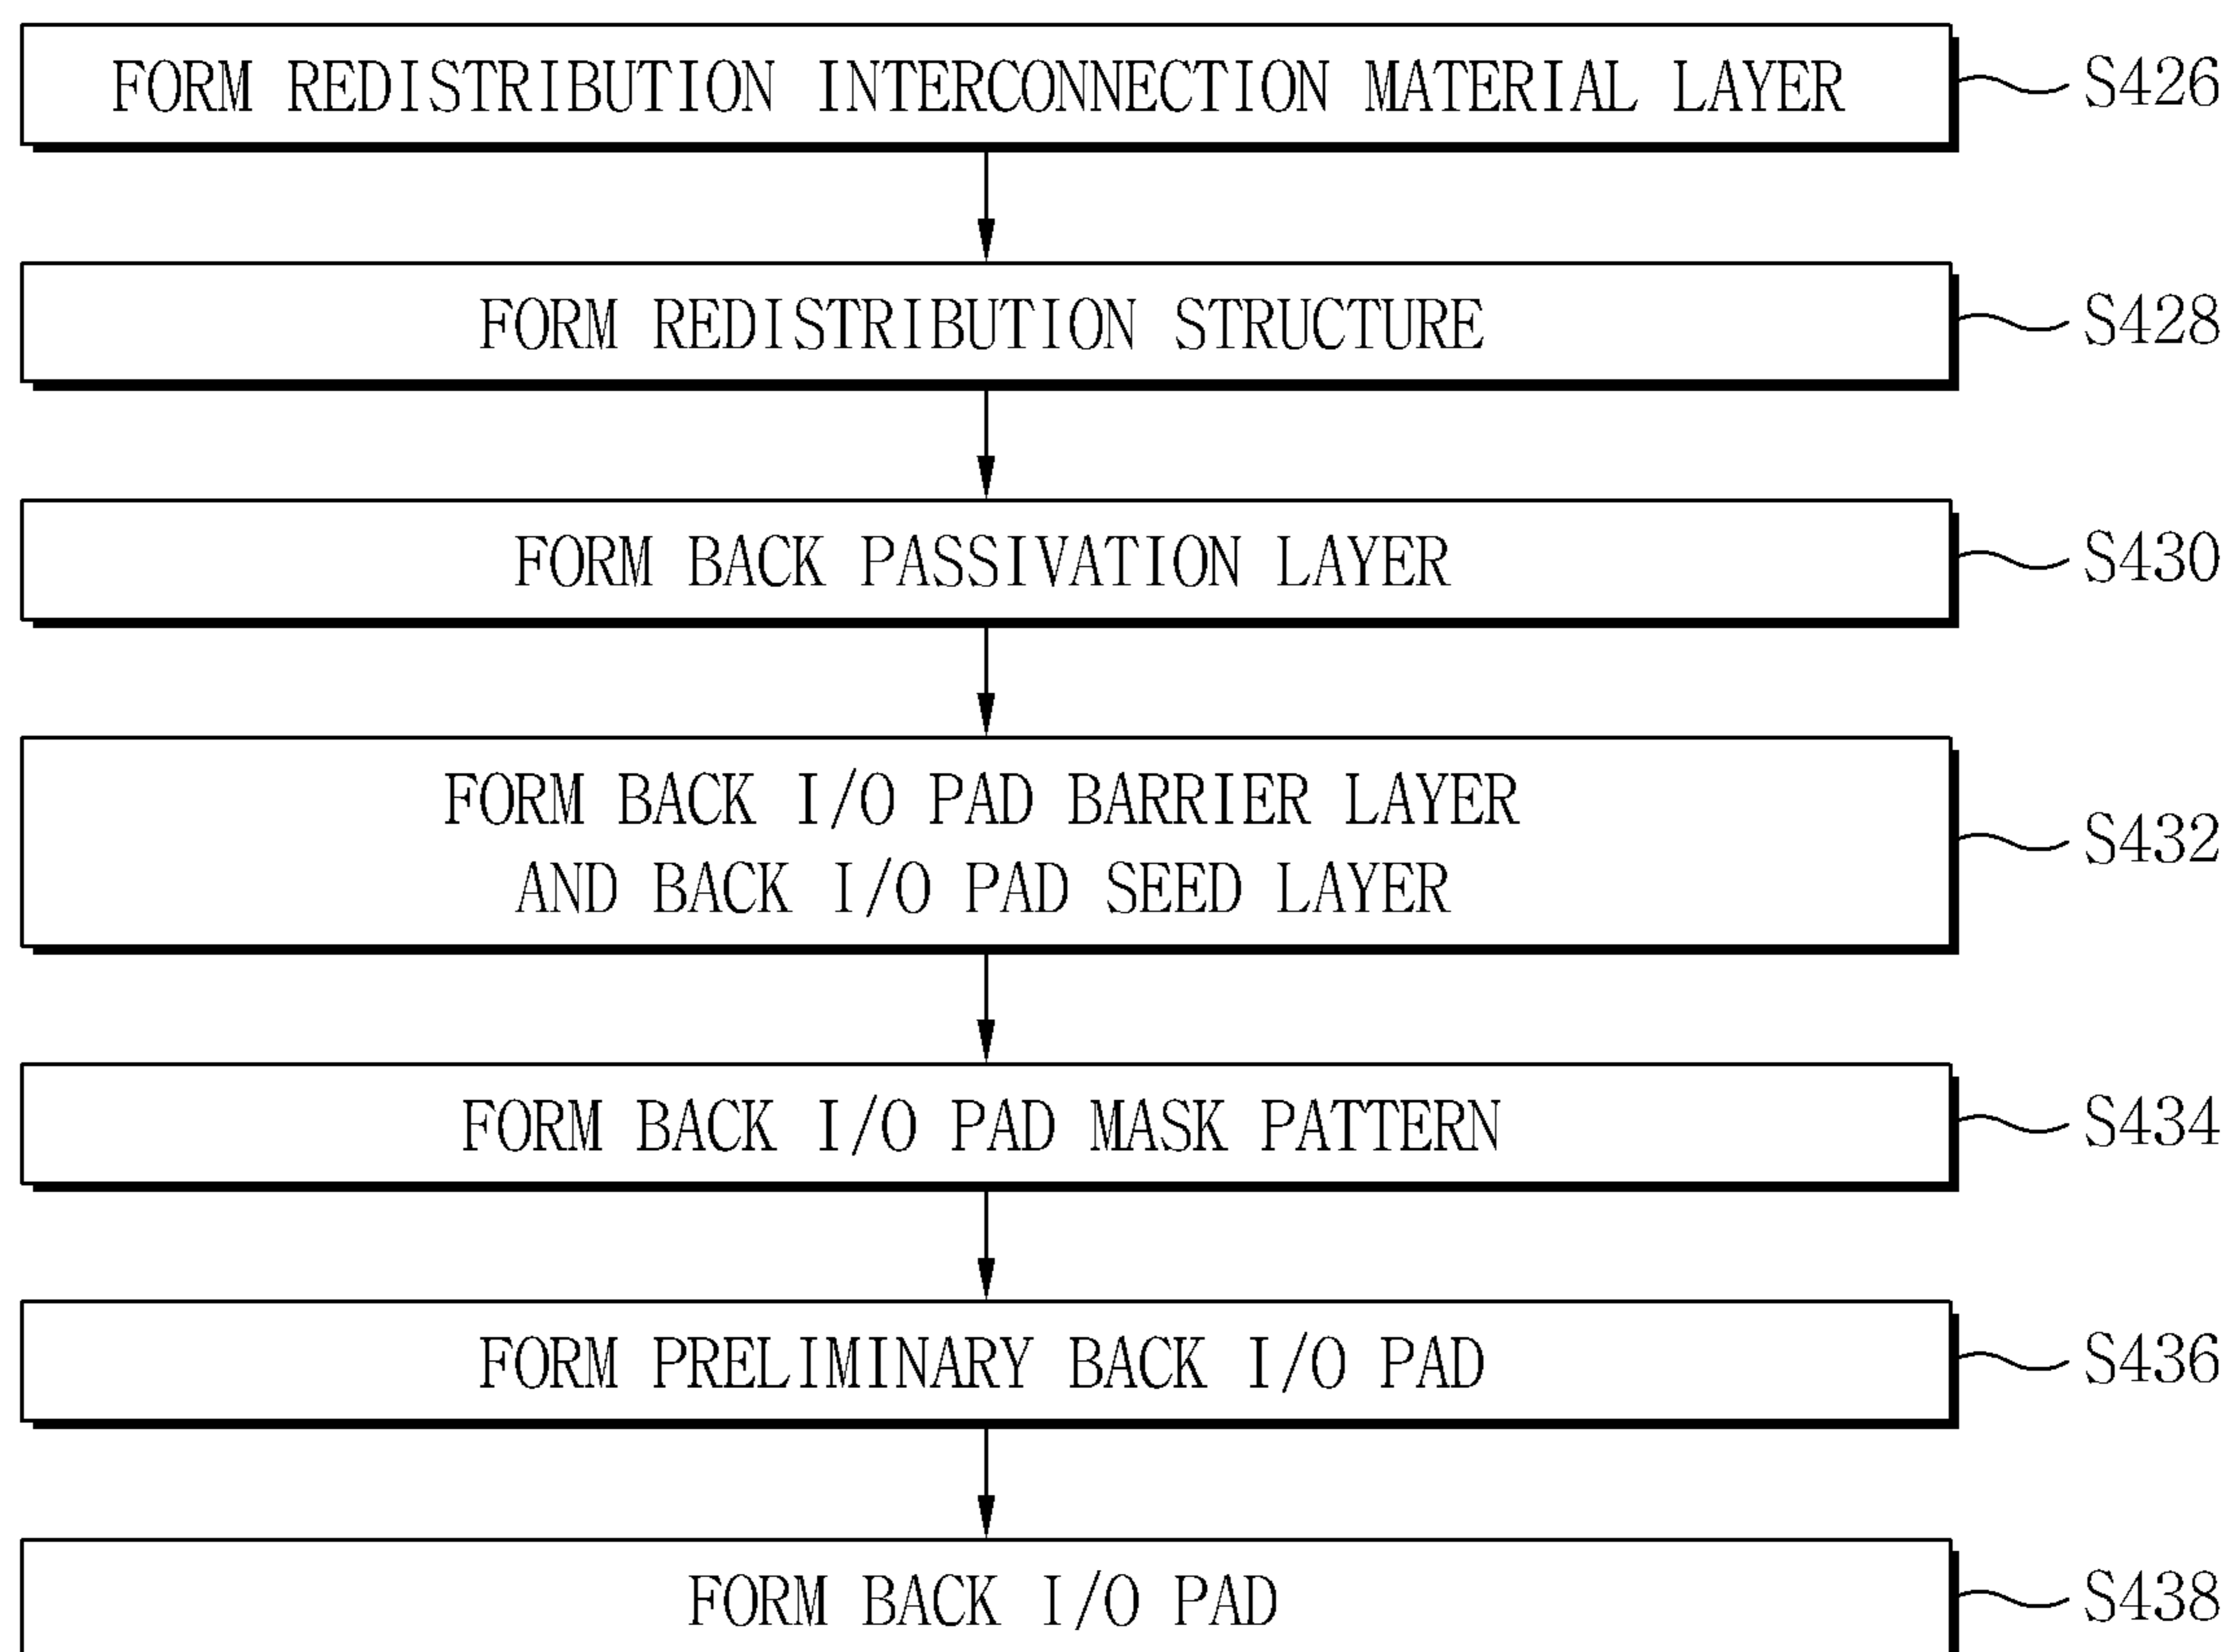 FORM REDISTRIBUTION INTERCONNECTION MATERIAL LAYER
S426
FORM REDISTRIBUTION STRUCTURE
S428
FORM BACK PASSIVATION LAYER
S430
FORM BACK I/O PAD BARRIER LAYER
AND BACK I/O PAD SEED LAYER
S432
FORM BACK I/O PAD MASK PATTERN
S434
FORM PRELIMINARY BACK I/O PAD
S436
FORM BACK I/O PAD
S438